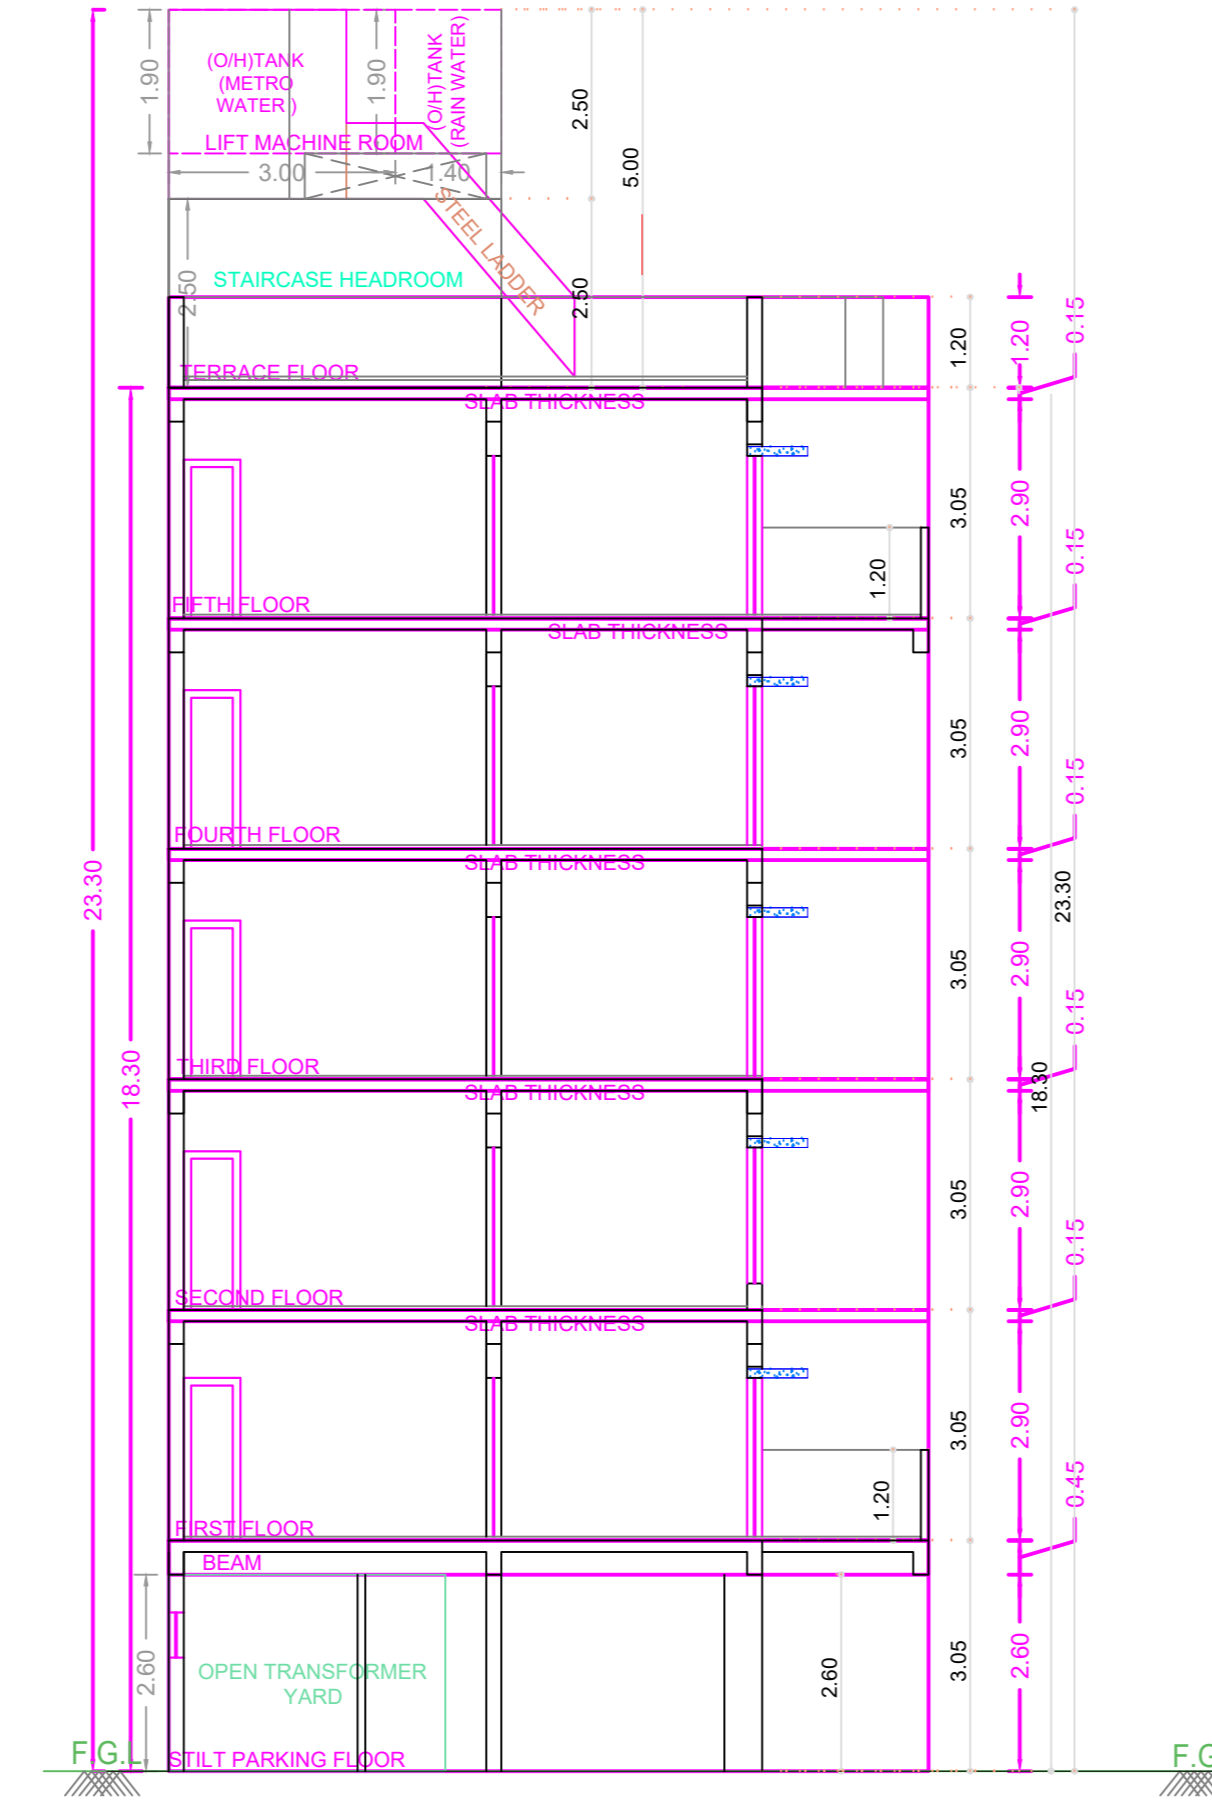 (O/H)TANK
(METRO
WATER )
(O/H)TANK
(RAIN WATER)
1.90
1.90
LIFT MACHINE ROOM
3.00
1.40
2.50
5.00
STEEL LADDER
STAIRCASE HEADROOM
2.50
2.50
1.20
1.20
0.15
TERRACE FLOOR
SLAB THICKNESS
3.05
2.90
0.15
1.20
FIFTH FLOOR
SLAB THICKNESS
3.05
2.90
0.15
FOURTH FLOOR
SLAB THICKNESS
23.30
23.30
3.05
2.90
0.15
THIRD FLOOR
18.30
18.30
SLAB THICKNESS
3.05
2.90
0.15
SECOND FLOOR
SLAB THICKNESS
3.05
2.90
0.45
1.20
FIRST FLOOR
BEAM
2.60
OPEN TRANSFORMER
YARD
2.60
3.05
2.60
F.G.L
STILT PARKING FLOOR
F.G